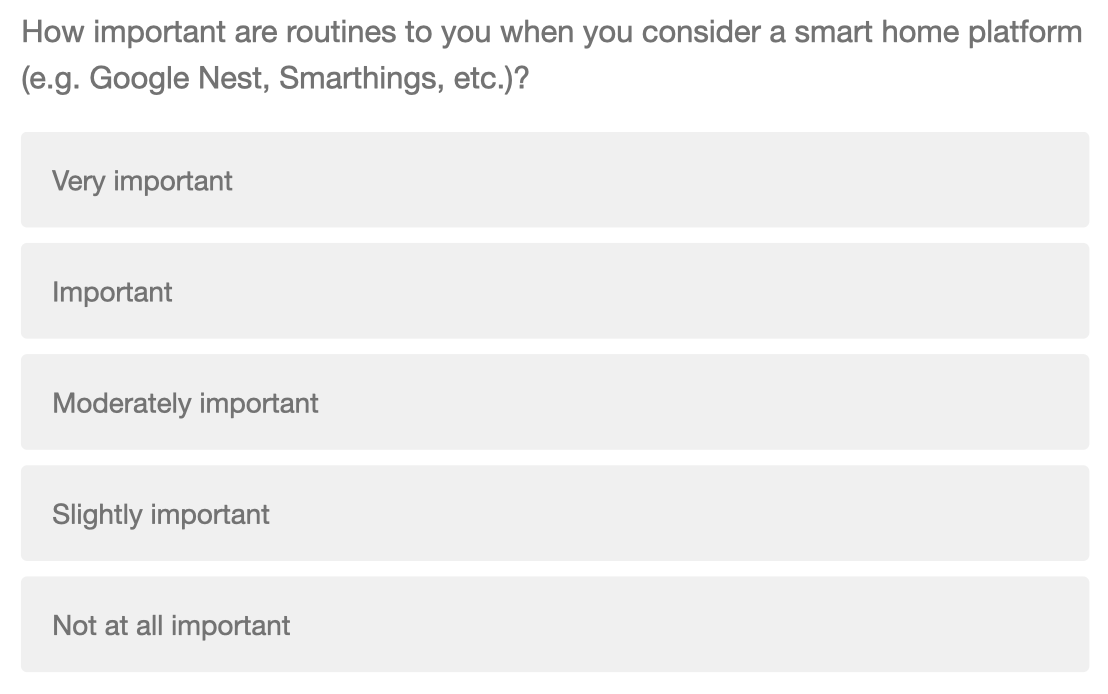 How important are routines to you when you consider a smart home platform
(e.g. Google Nest, Smarthings, etc.)?
Very important
Important
Moderately important
Slightly important
Not at all important